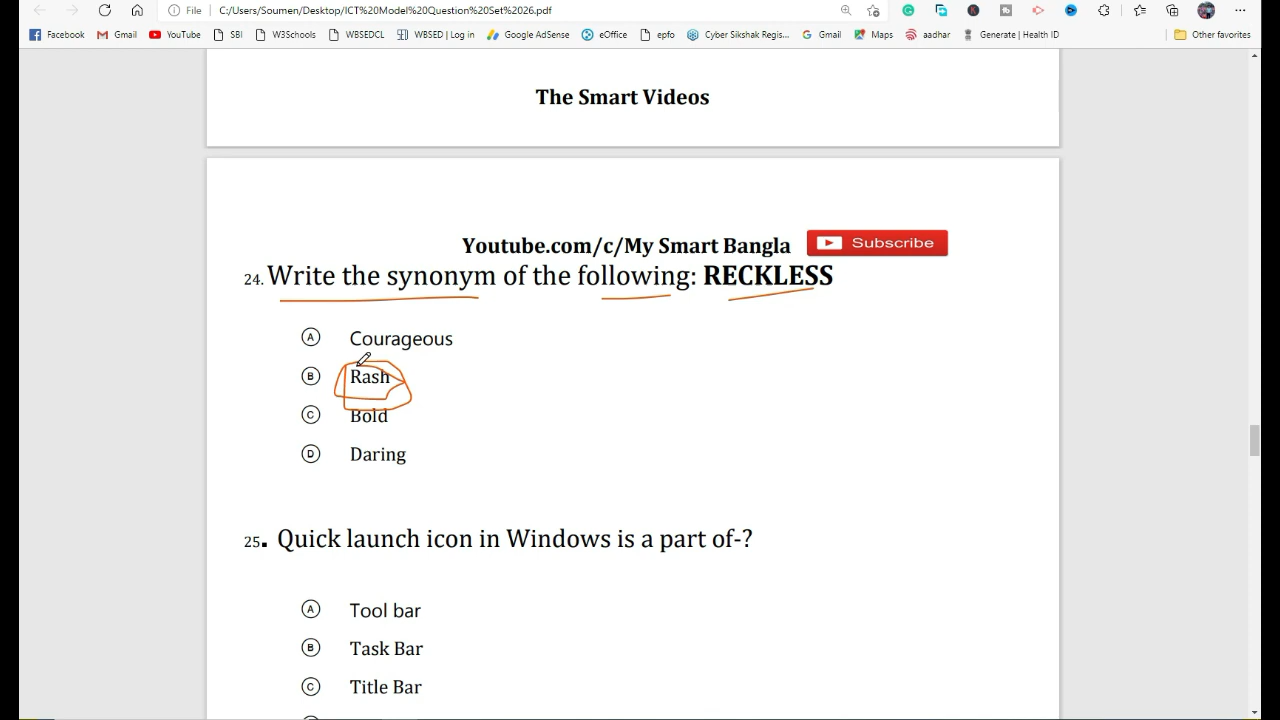 File
C:/Users/Soumen/Desktop/ICT%20Model%20Question%20Set%2026.pdf
Facebook
Gmail
YouTube
SBI
W3Schools
WBSEDCL
WBSED | Log in
Google AdSense
eOffice
epfo
Cyber Sikshak Regis...
Gmail
Maps
aadhar
Generate | Health ID
Other favorites
The Smart Videos
Youtube.com/c/My Smart Bangla
Subscribe
24. Write the synonym of the following: RECKLESS
A Courageous
B Rash
C Bold
D Daring
25. Quick launch icon in Windows is a part of-?
A Tool bar
B Task Bar
C Title Bar